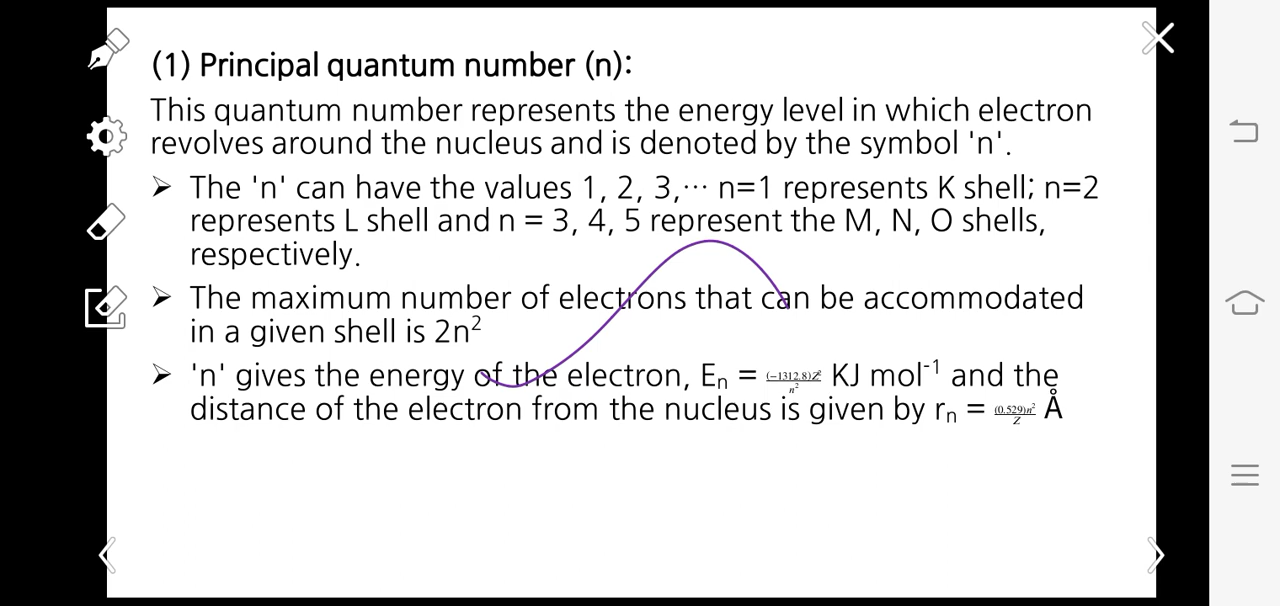 (1) Principal quantum number (n):
This quantum number represents the energy level in which electron
revolves around the nucleus and is denoted by the symbol 'n'.
➢ The 'n' can have the values 1, 2, 3,⋯ n=1 represents K shell; n=2
represents L shell and n = 3, 4, 5 represent the M, N, O shells,
respectively.
➢ The maximum number of electrons that can be accommodated
in a given shell is 2n²
➢ 'n' gives the energy of the electron, Eₙ = (−1312.8)Z²/n² KJ mol⁻¹ and the
distance of the electron from the nucleus is given by rₙ = (0.529)n²/Z Å